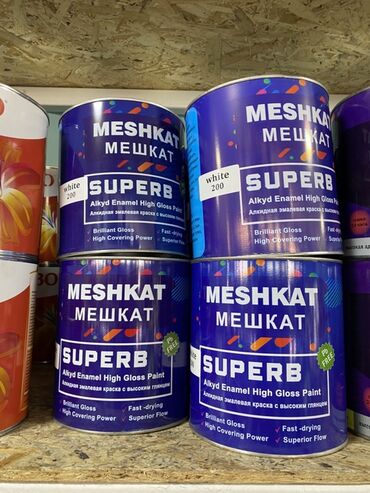 MESHKAT
МЕШКАТ
SUPERB
Alkyd Enamel High Gloss Paint
Алкидная эмалевая краска с высоким
Brilliant Gloss
High Covering Power
Fast-drying
Superior Flow
white
200
MESHKAT
МЕШКАТ
SUPERB
Alkyd Enamel High Gloss Paint
Алкидная эмалевая краска с высоким
Brilliant Gloss
High Covering Power
Fast-drying
Superior Flow
white
200
MESHKAT
МЕШКАТ
SUPERB
Alkyd Enamel High Gloss Paint
Алкидная эмалевая краска с высоким глянцем
Brilliant Gloss
High Covering Power
Fast-drying
Superior Flow
Pb
FREE
MESHKAT
МЕШКАТ
SUPERB
Alkyd Enamel High Gloss Paint
Алкидная эмалевая краска с высоким глянцем
Brilliant Gloss
High Covering Power
Fast-drying
Superior Flow
Pb
FREE